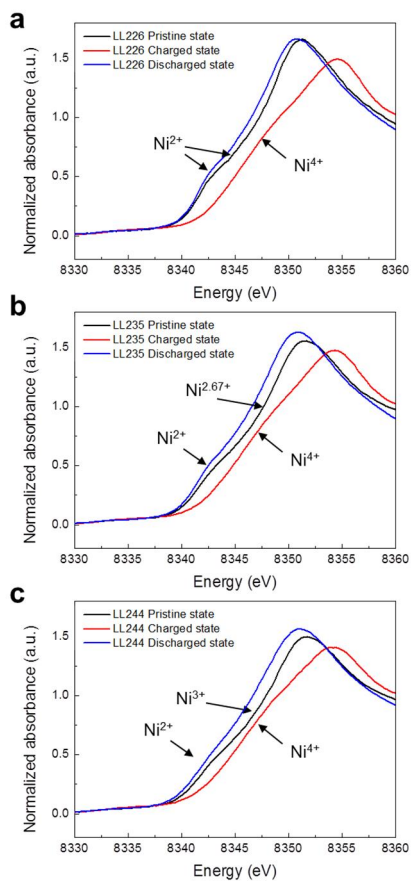 a
LL226 Pristine state
LL226 Charged state
LL226 Discharged state
Ni2+
Ni4+
Normalized absorbance (a.u.)
1.5
1.0
0.5
0.0
8330 8335 8340 8345 8350 8355 8360
Energy (eV)
b
LL235 Pristine state
LL235 Charged state
LL235 Discharged state
Ni2.67+
Ni2+
Ni4+
Normalized absorbance (a.u.)
1.5
1.0
0.5
0.0
8330 8335 8340 8345 8350 8355 8360
Energy (eV)
c
LL244 Pristine state
LL244 Charged state
LL244 Discharged state
Ni3+
Ni2+
Ni4+
Normalized absorbance (a.u.)
1.5
1.0
0.5
0.0
8330 8335 8340 8345 8350 8355 8360
Energy (eV)